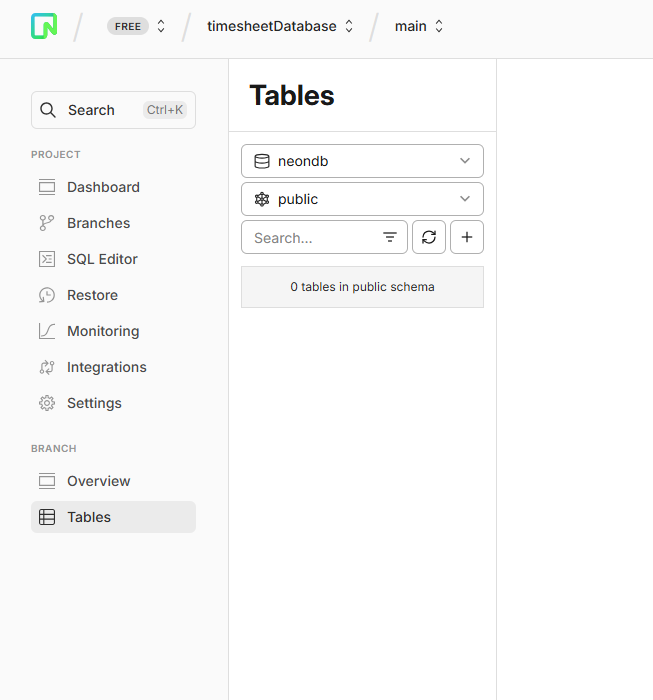 FREE
timesheetDatabase
main
Search Ctrl+K
PROJECT
Dashboard
Branches
SQL Editor
Restore
Monitoring
Integrations
Settings
BRANCH
Overview
Tables
Tables
neondb
public
Search...
0 tables in public schema